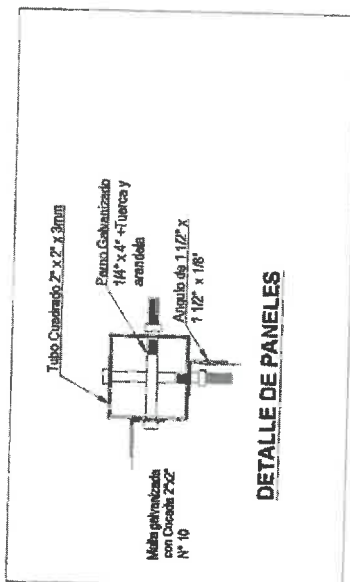 Tubo Cuadrado 2" x 2" x 3mm
Perno Galvanizado
1/4" x 4" +Tuerca y
arandela
Angulo de 1 1/2" x
1 1/2" x 1/8"
Malla galvanizada
con Cocada 2"x2"
N° 10
DETALLE DE PANELES